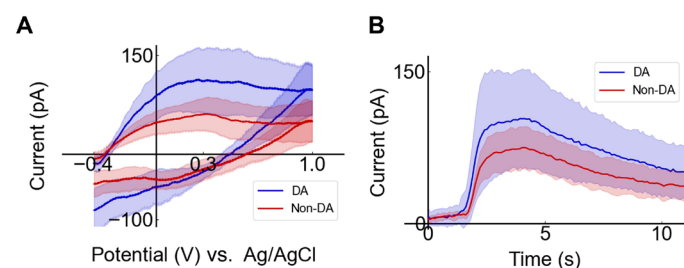 A
Current (pA)
150
−0.4
0.3
1.0
−100
DA
Non-DA
Potential (V) vs. Ag/AgCl
B
Current (pA)
150
0
DA
Non-DA
0
5
10
Time (s)